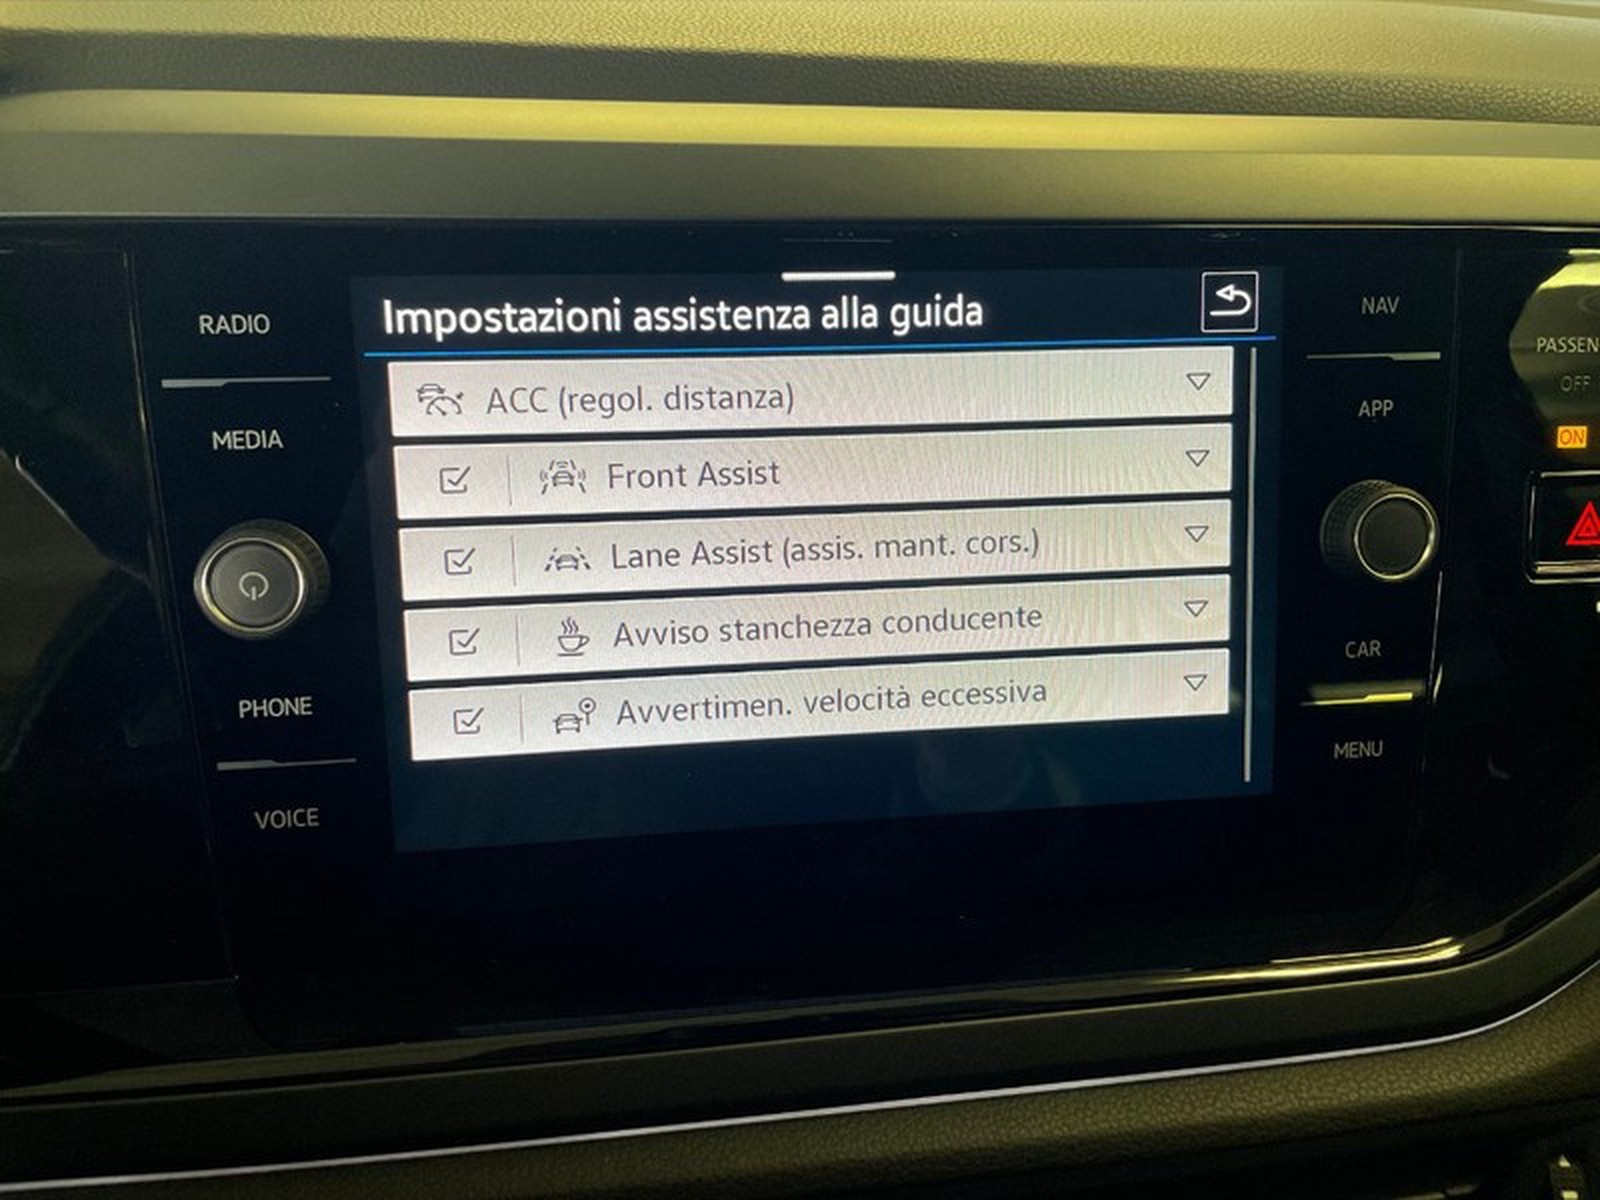 RADIO
MEDIA
PHONE
VOICE
Impostazioni assistenza alla guida
ACC (regol. distanza)
Front Assist
Lane Assist (assis. mant. cors.)
Avviso stanchezza conducente
Avvertimen. velocità eccessiva
NAV
APP
CAR
MENU
PASSEN
OFF
ON